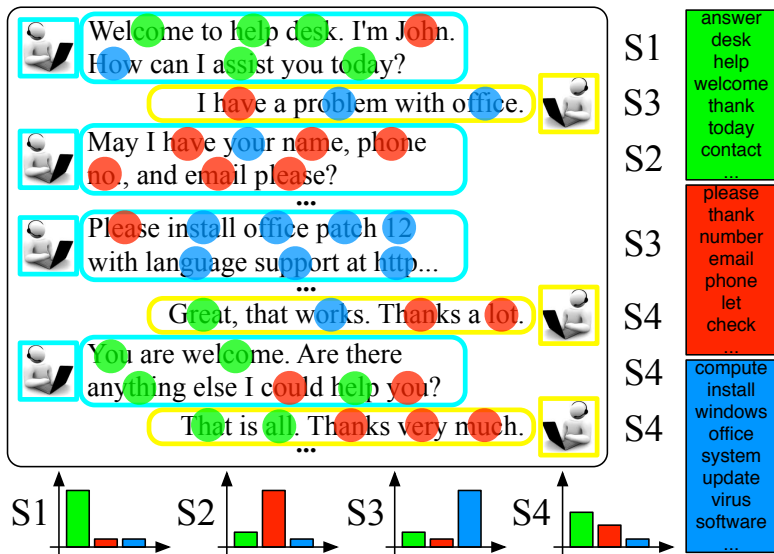 Welcome to help desk. I'm John.
How can I assist you today?
S1
I have a problem with office.
S3
May I have your name, phone
no., and email please?
S2
...
Please install office patch 12
with language support at http...
S3
Great, that works. Thanks a lot.
S4
You are welcome. Are there
anything else I could help you?
S4
That is all. Thanks very much.
S4
...
answer
desk
help
welcome
thank
today
contact
...
please
thank
number
email
phone
let
check
...
compute
install
windows
office
system
update
virus
software
...
S1
S2
S3
S4